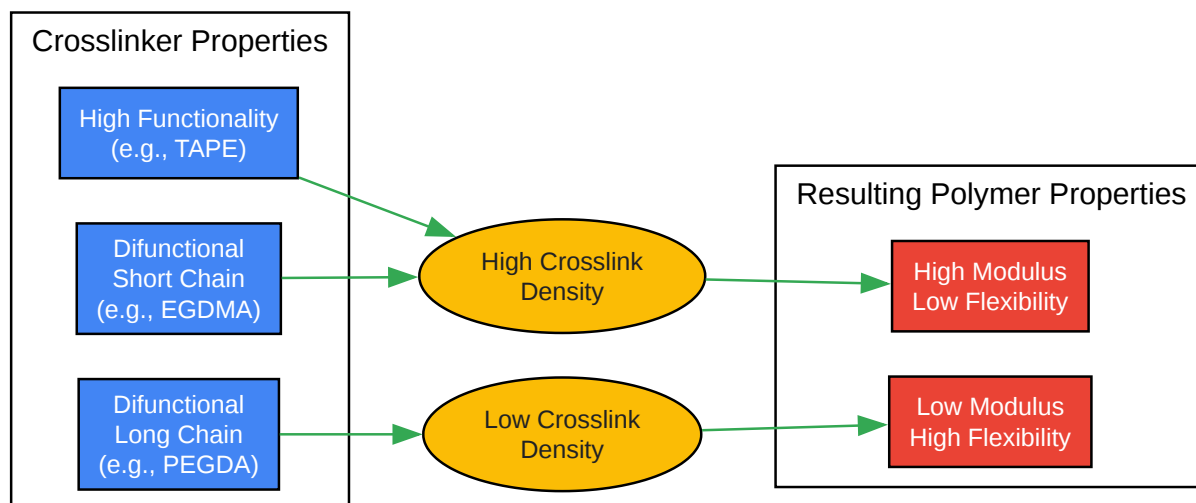 Crosslinker Properties
High Functionality
(e.g., TAPE)
Difunctional
Short Chain
(e.g., EGDMA)
Difunctional
Long Chain
(e.g., PEGDA)
High Crosslink
Density
Low Crosslink
Density
Resulting Polymer Properties
High Modulus
Low Flexibility
Low Modulus
High Flexibility